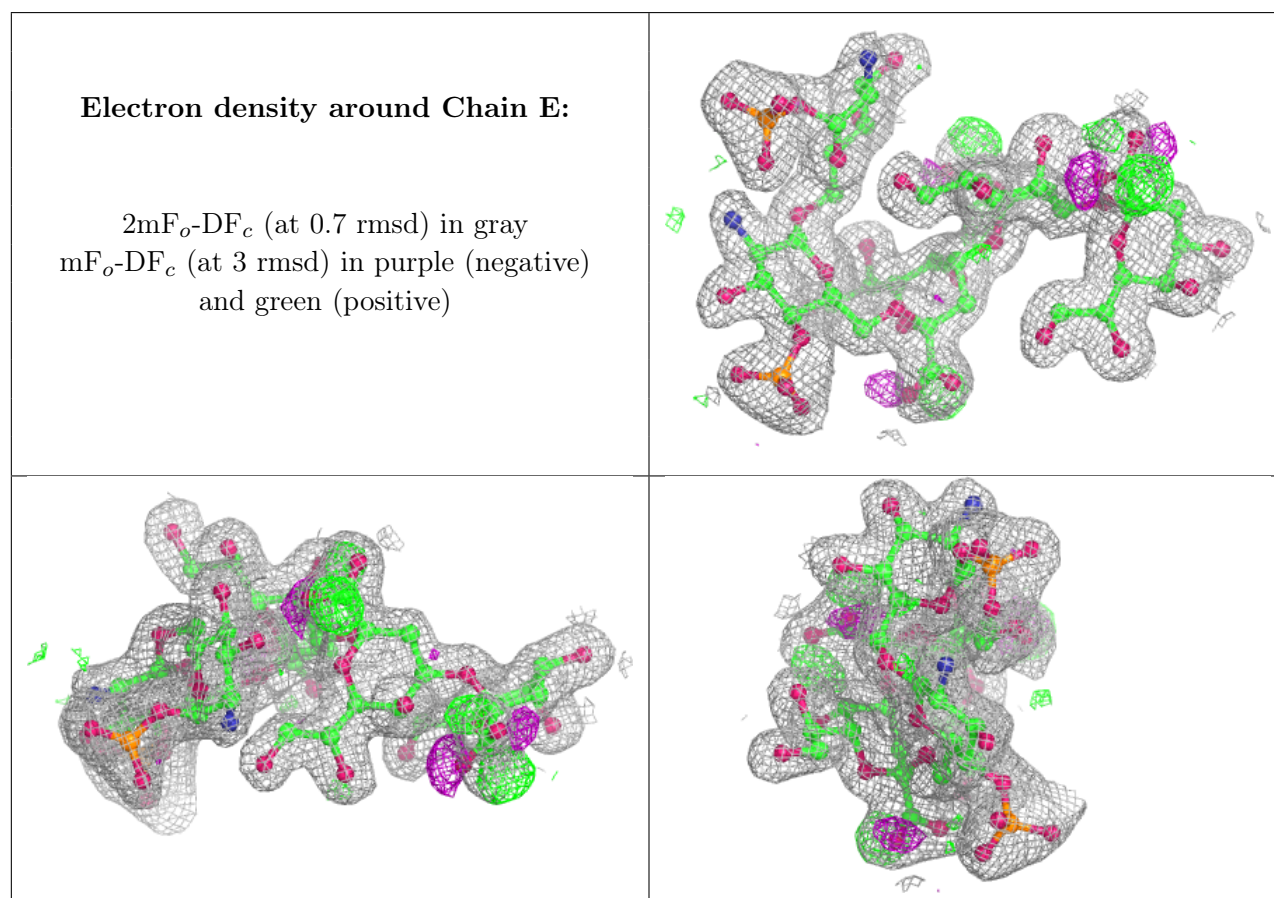 Electron density around Chain E:
2mFₒ-DF𝒸 (at 0.7 rmsd) in gray
mFₒ-DF𝒸 (at 3 rmsd) in purple (negative)
and green (positive)